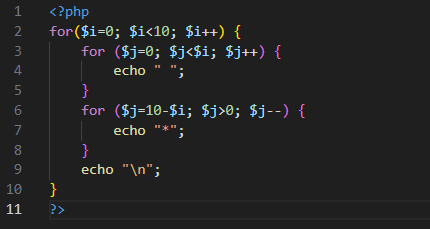 1 <?php
2 for($i=0; $i<10; $i++) {
3     for ($j=0; $j<$i; $j++) {
4         echo " ";
5     }
6     for ($j=10-$i; $j>0; $j--) {
7         echo "*";
8     }
9     echo "\n";
10 }
11 ?>